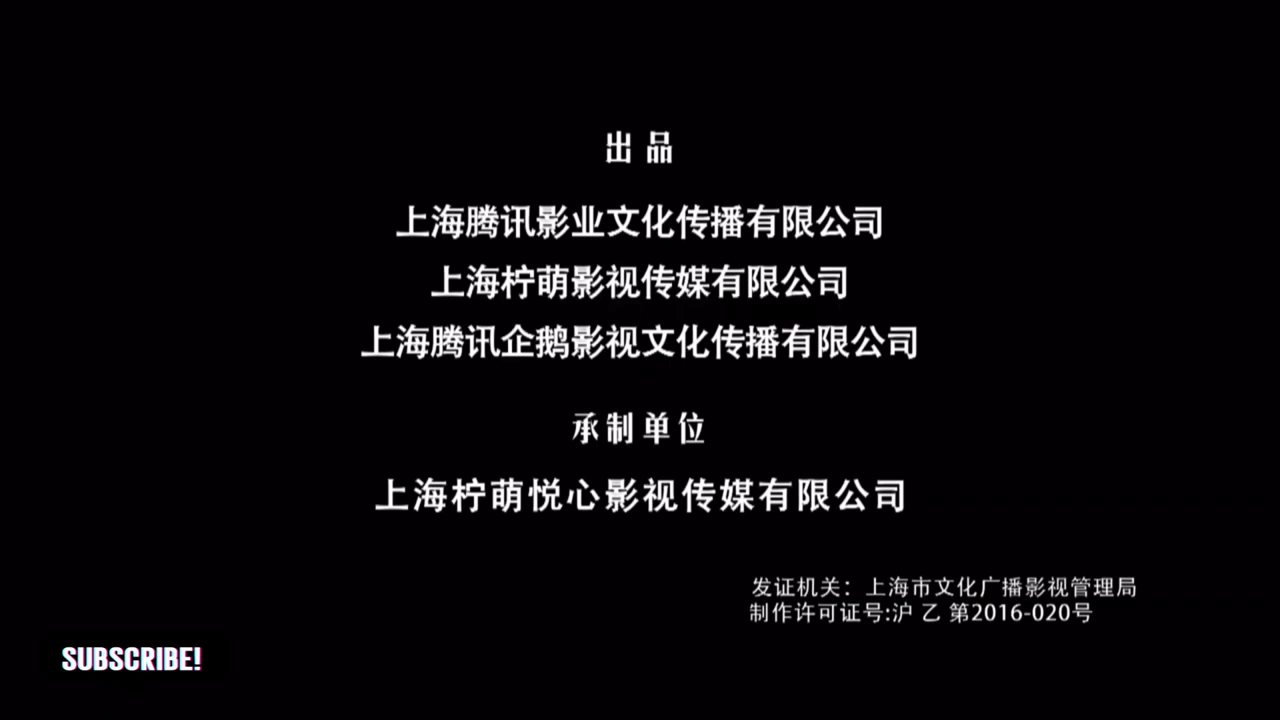 出品
上海腾讯影业文化传播有限公司
上海柠萌影视传媒有限公司
上海腾讯企鹅影视文化传播有限公司
承制单位
上海柠萌悦心影视传媒有限公司
发证机关：上海市文化广播影视管理局
制作许可证号:沪 乙 第2016-020号
SUBSCRIBE!